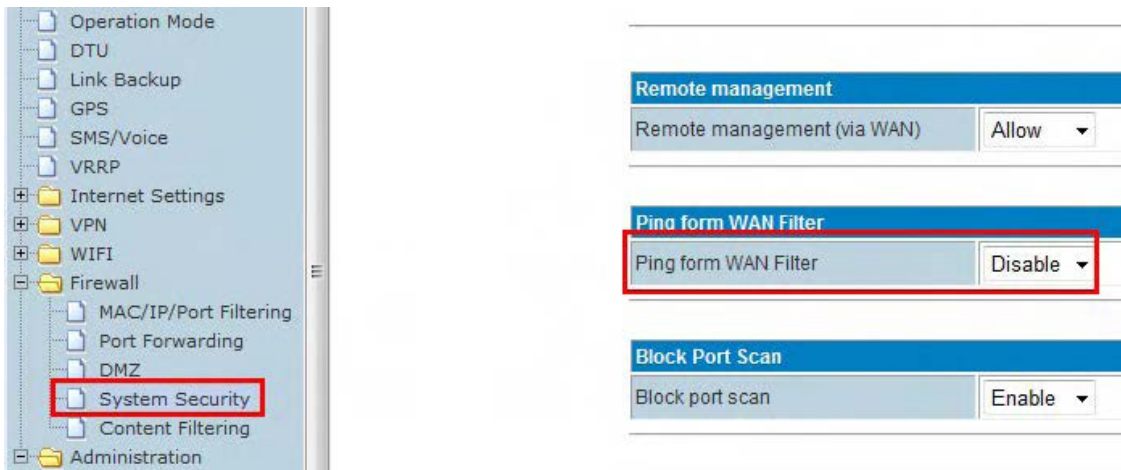 Operation Mode
DTU
Link Backup
GPS
SMS/Voice
VRRP
Internet Settings
VPN
WIFI
Firewall
MAC/IP/Port Filtering
Port Forwarding
DMZ
System Security
Content Filtering
Administration
Remote management
Remote management (via WAN) Allow
Ping form WAN Filter
Ping form WAN Filter Disable
Block Port Scan
Block port scan Enable